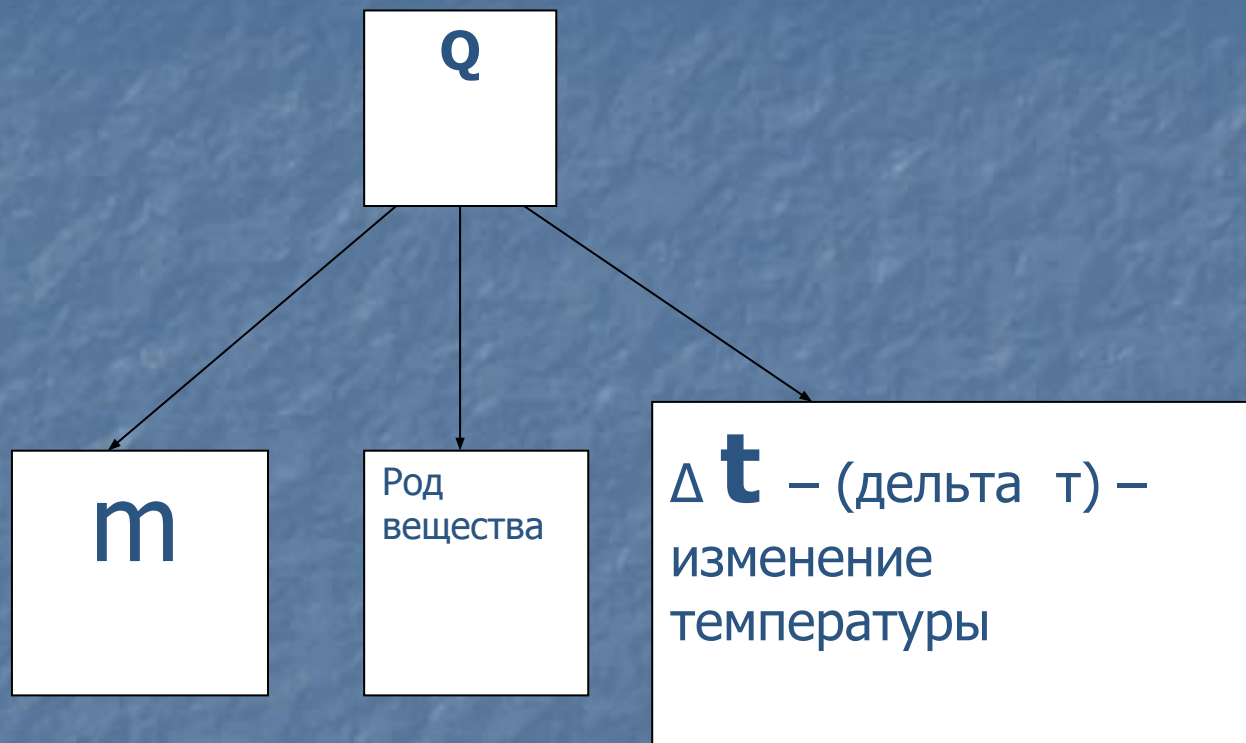 Q
m
Род
вещества
Δ t – (дельта т) –
изменение
температуры